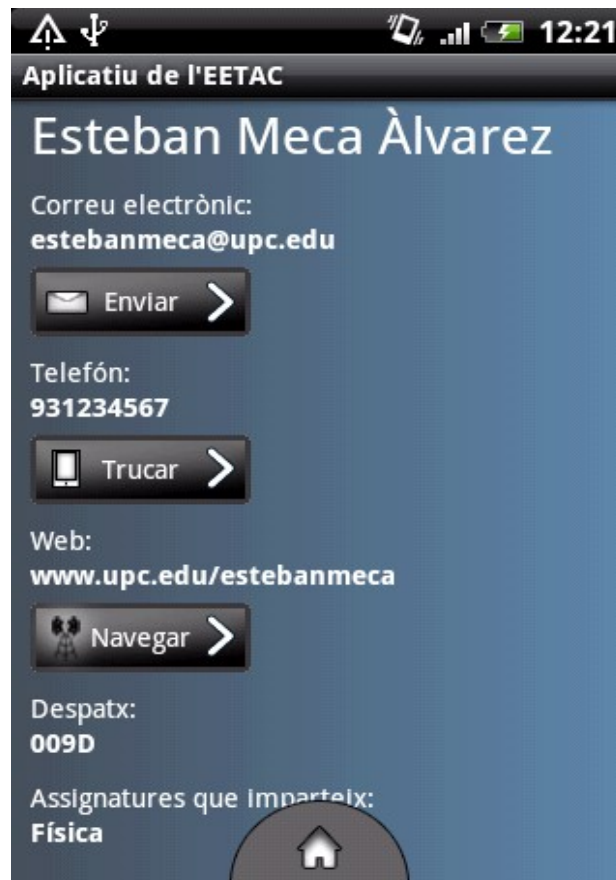 12:21
Aplicatiu de l'EETAC
Esteban Meca Àlvarez
Correu electrònic:
estebanmeca@upc.edu
Enviar
Telefón:
931234567
Trucar
Web:
www.upc.edu/estebanmeca
Navegar
Despatx:
009D
Assignatures que imparteix:
Física